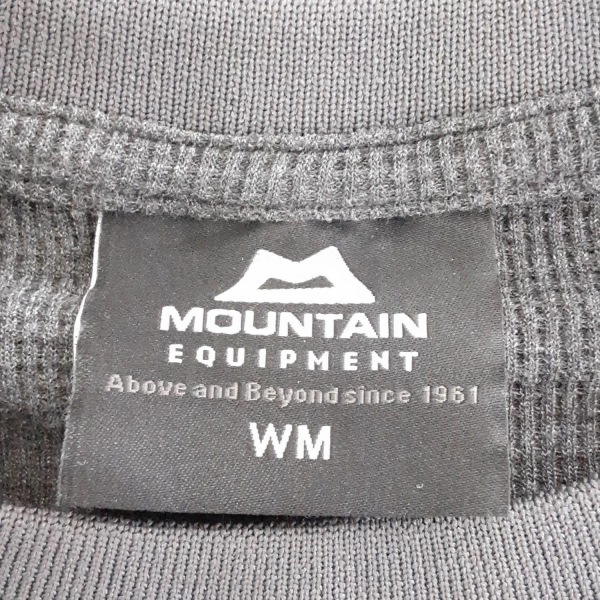 MOUNTAIN
EQUIPMENT
Above and Beyond since 1961
WM